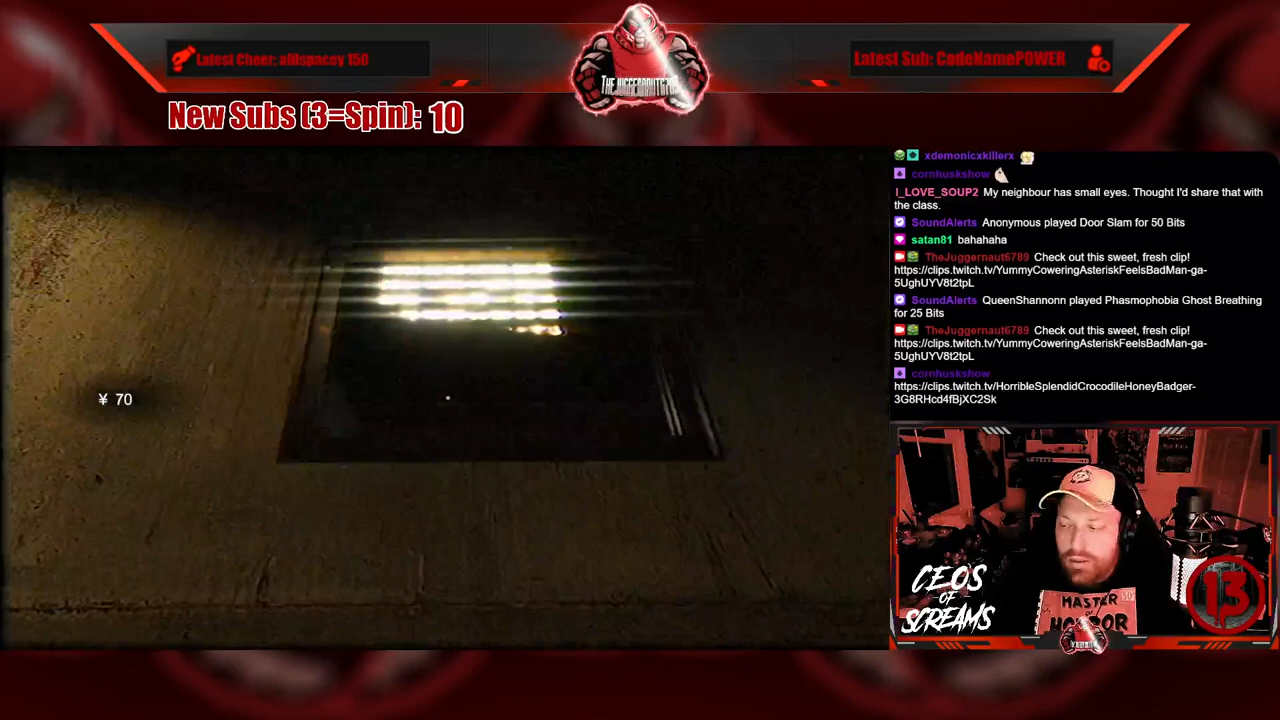 Latest Cheer: allispacey 150
THEJUGGERNAUT6789
Latest Sub: CodeNamePOWER
New Subs (3=Spin): 10
xdemonicxkillerx
cornhuskshow
I_LOVE_SOUP2 My neighbour has small eyes. Thought I'd share that with
the class.
SoundAlerts Anonymous played Door Slam for 50 Bits
satan81 bahahaha
TheJuggernaut6789 Check out this sweet, fresh clip!
https://clips.twitch.tv/YummyCoweringAsteriskFeelsBadMan-ga-
5UghUYV8t2tpL
SoundAlerts QueenShannonn played Phasmophobia Ghost Breathing
for 25 Bits
TheJuggernaut6789 Check out this sweet, fresh clip!
https://clips.twitch.tv/YummyCoweringAsteriskFeelsBadMan-ga-
5UghUYV8t2tpL
cornhuskshow
https://clips.twitch.tv/HorribleSplendidCrocodileHoneyBadger-
3G8RHcd4fBjXC2Sk
¥ 70
CEOS
OF
SCREAMS
MASTER
HORROR
13